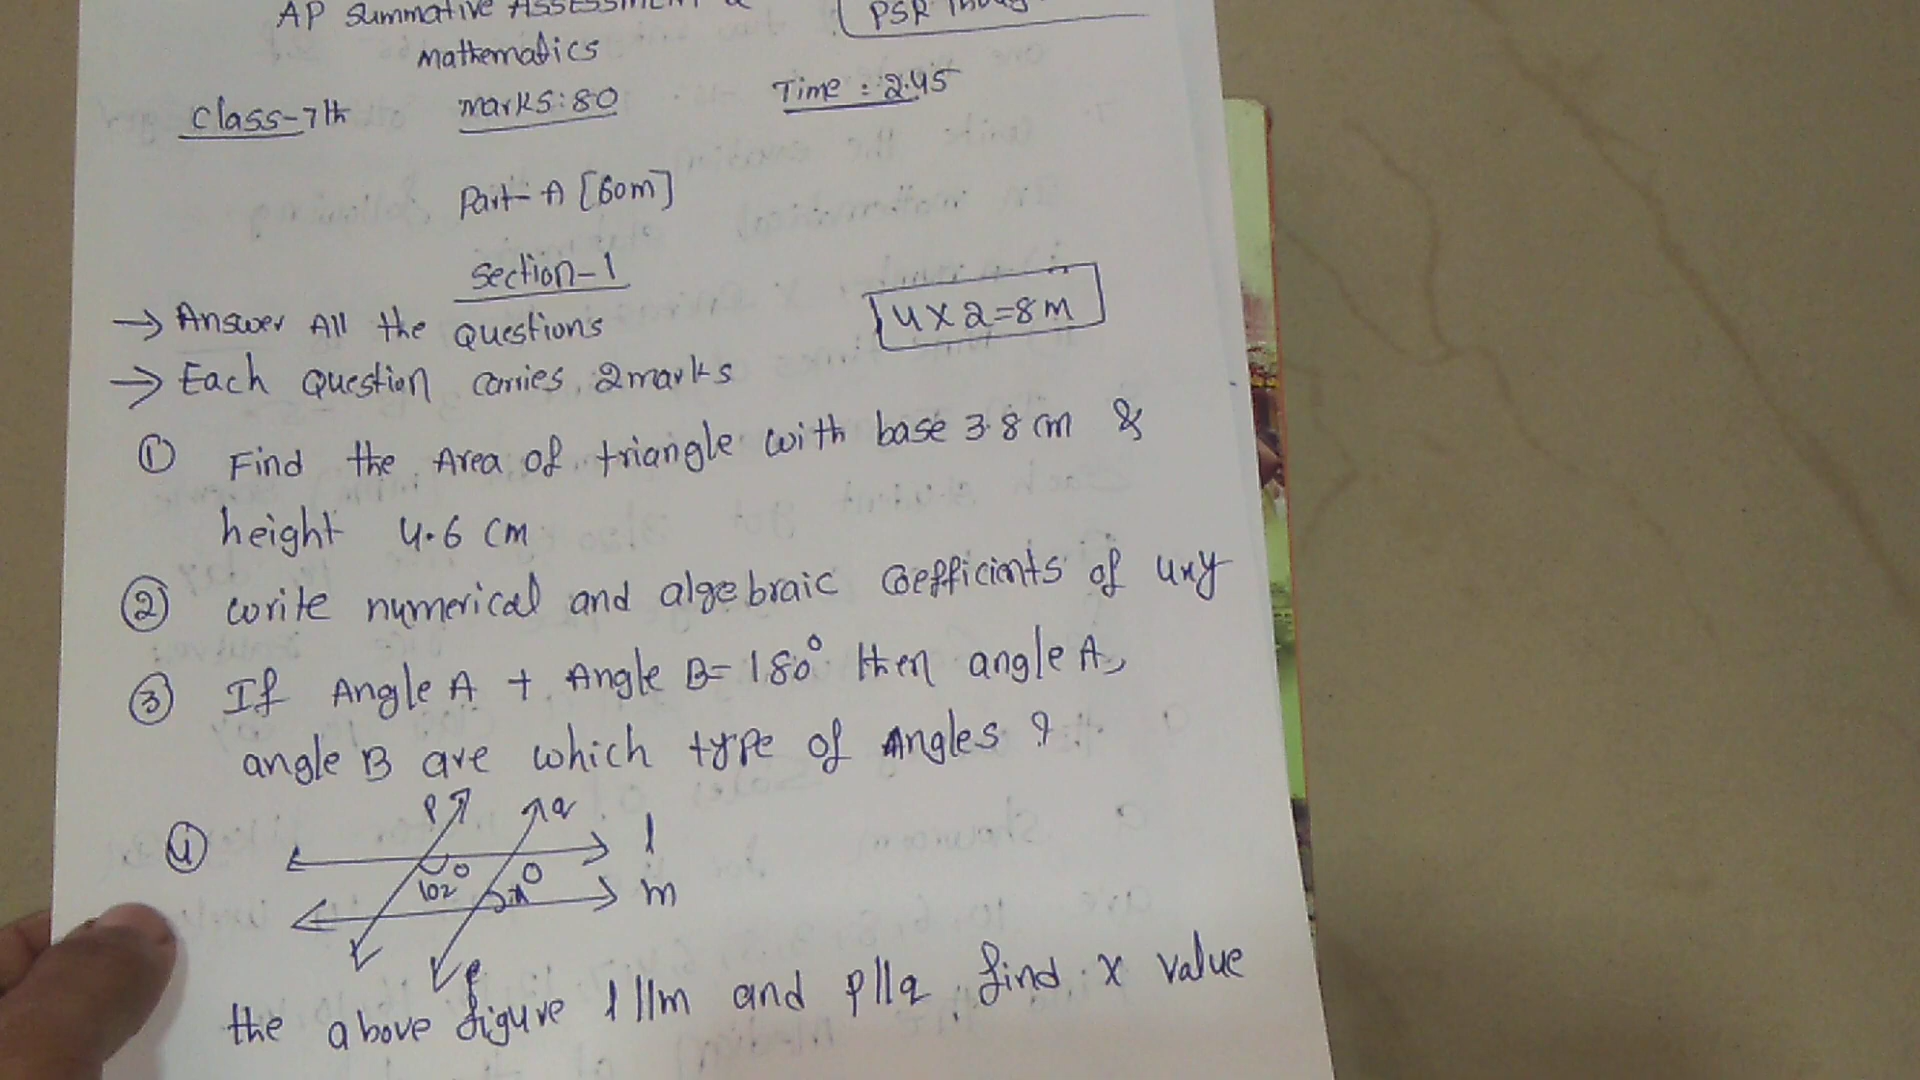 AP Summative Assessment
PSR
Mathematics
Class-7th
marks:80
Time : 2.45
Part-A [60m]
Section-1
→ Answer All the Questions
4X2=8m
→ Each Question carries 2marks
① Find the Area of triangle with base 3.8 cm &
height 4.6 cm
② write numerical and algebraic coefficients of 4xy
③ If Angle A + Angle B=180° then angle A,
angle B are which type of Angles ?
④
p
q
l
102°
x°
m
the above figure l||m and p||q find x value